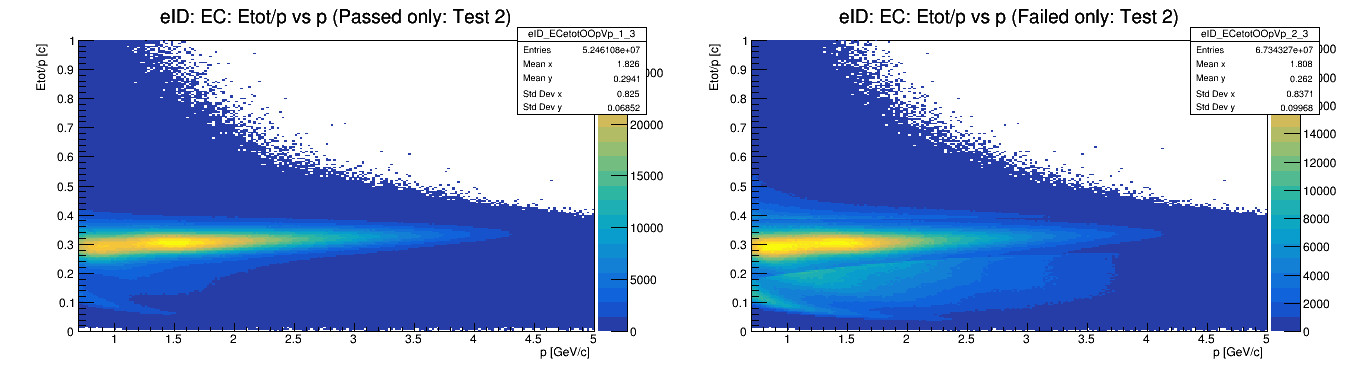 eID: EC: Etot/p vs p (Passed only: Test 2)
eID_ECetotOOpVp_1_3
Entries 5.246108e+07
Mean x 1.826
Mean y 0.2941
Std Dev x 0.825
Std Dev y 0.06852
Etot/p [c]
1
0.9
0.8
0.7
0.6
0.5
0.4
0.3
0.2
0.1
0
1 1.5 2 2.5 3 3.5 4 4.5 5
p [GeV/c]
20000
15000
10000
5000
0
eID: EC: Etot/p vs p (Failed only: Test 2)
eID_ECetotOOpVp_2_3
Entries 6.734327e+07
Mean x 1.808
Mean y 0.262
Std Dev x 0.8371
Std Dev y 0.09968
Etot/p [c]
1
0.9
0.8
0.7
0.6
0.5
0.4
0.3
0.2
0.1
0
1 1.5 2 2.5 3 3.5 4 4.5 5
p [GeV/c]
14000
12000
10000
8000
6000
4000
2000
0